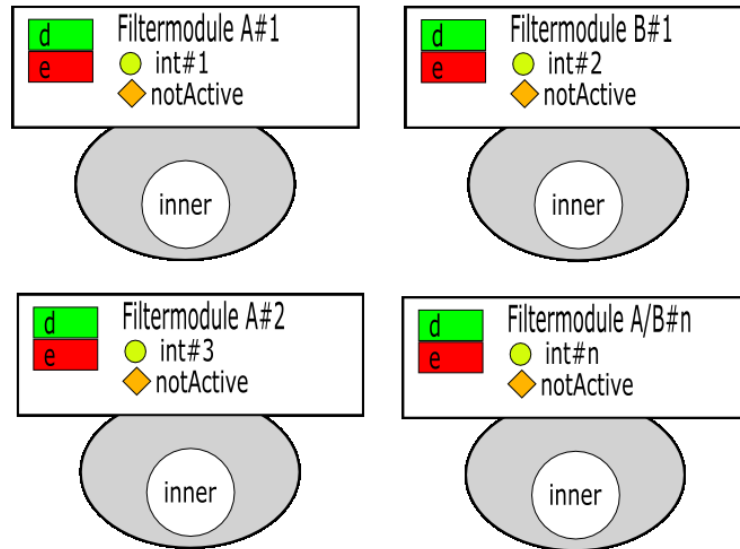 d
Filtermodule A#1
e
int#1
notActive
inner
d
Filtermodule B#1
e
int#2
notActive
inner
d
Filtermodule A#2
e
int#3
notActive
inner
d
Filtermodule A/B#n
e
int#n
notActive
inner